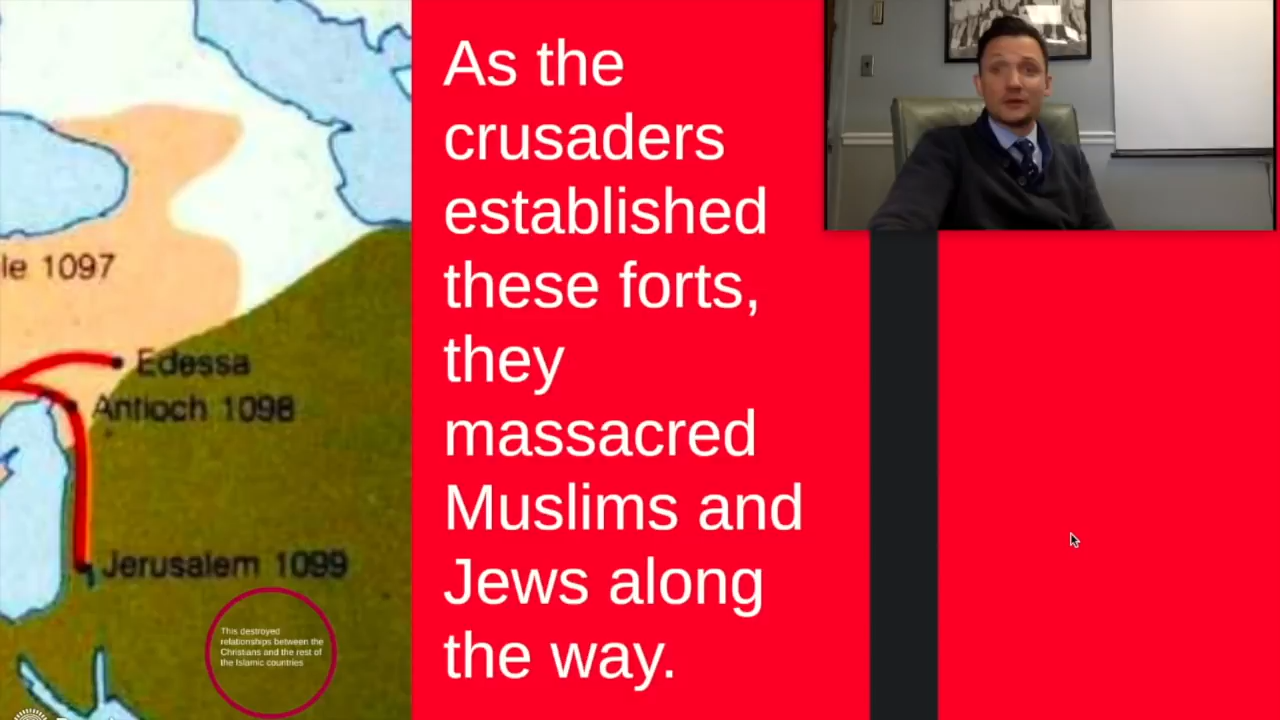 le 1097
Edessa
Antioch 1098
Jerusalem 1099
This destroyed
relationships between the
Christians and the rest of
the Islamic countries
As the
crusaders
established
these forts,
they
massacred
Muslims and
Jews along
the way.